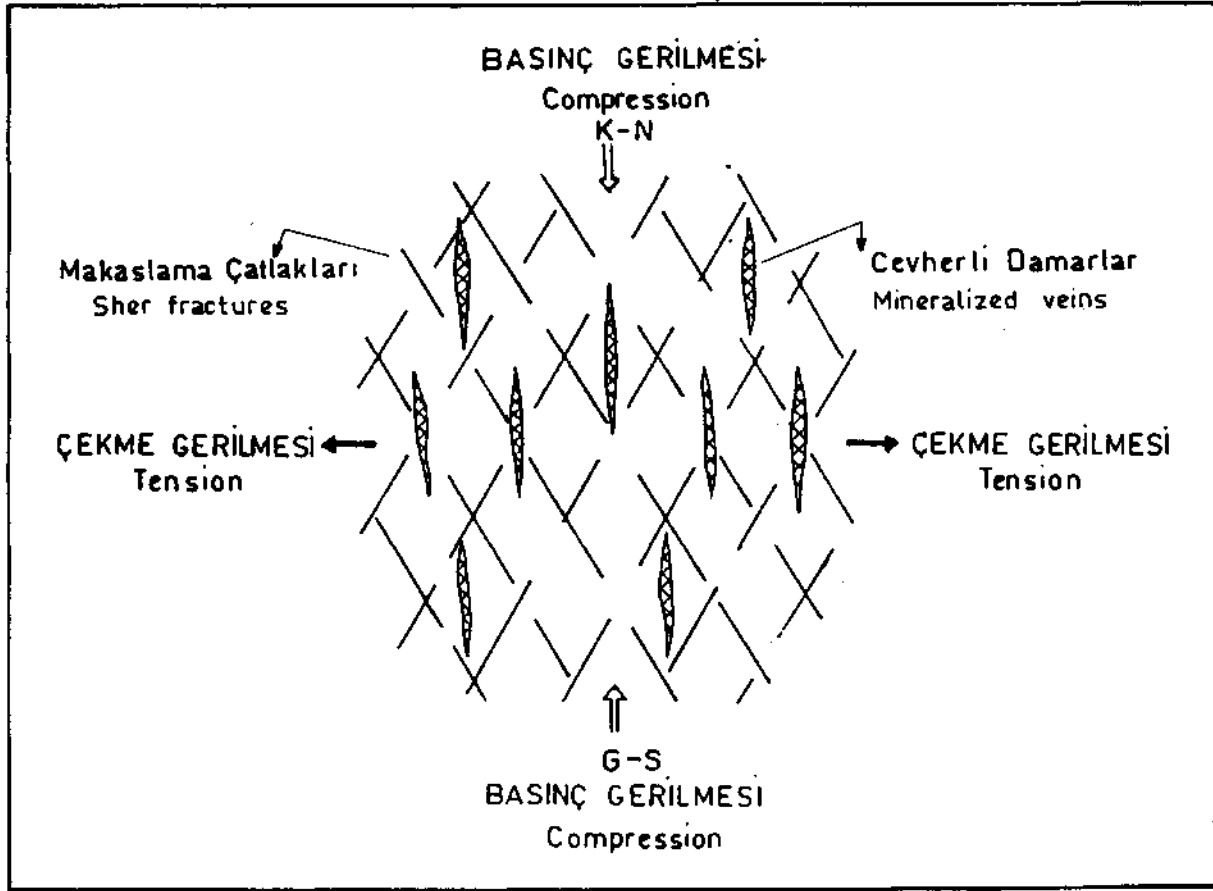 BASINÇ GERİLMESİ
Compression
K-N
Makaslama Çatlakları
Sher fractures
Cevherli Damarlar
Mineralized veins
ÇEKME GERİLMESİ
Tension
ÇEKME GERİLMESİ
Tension
G-S
BASINÇ GERİLMESİ
Compression